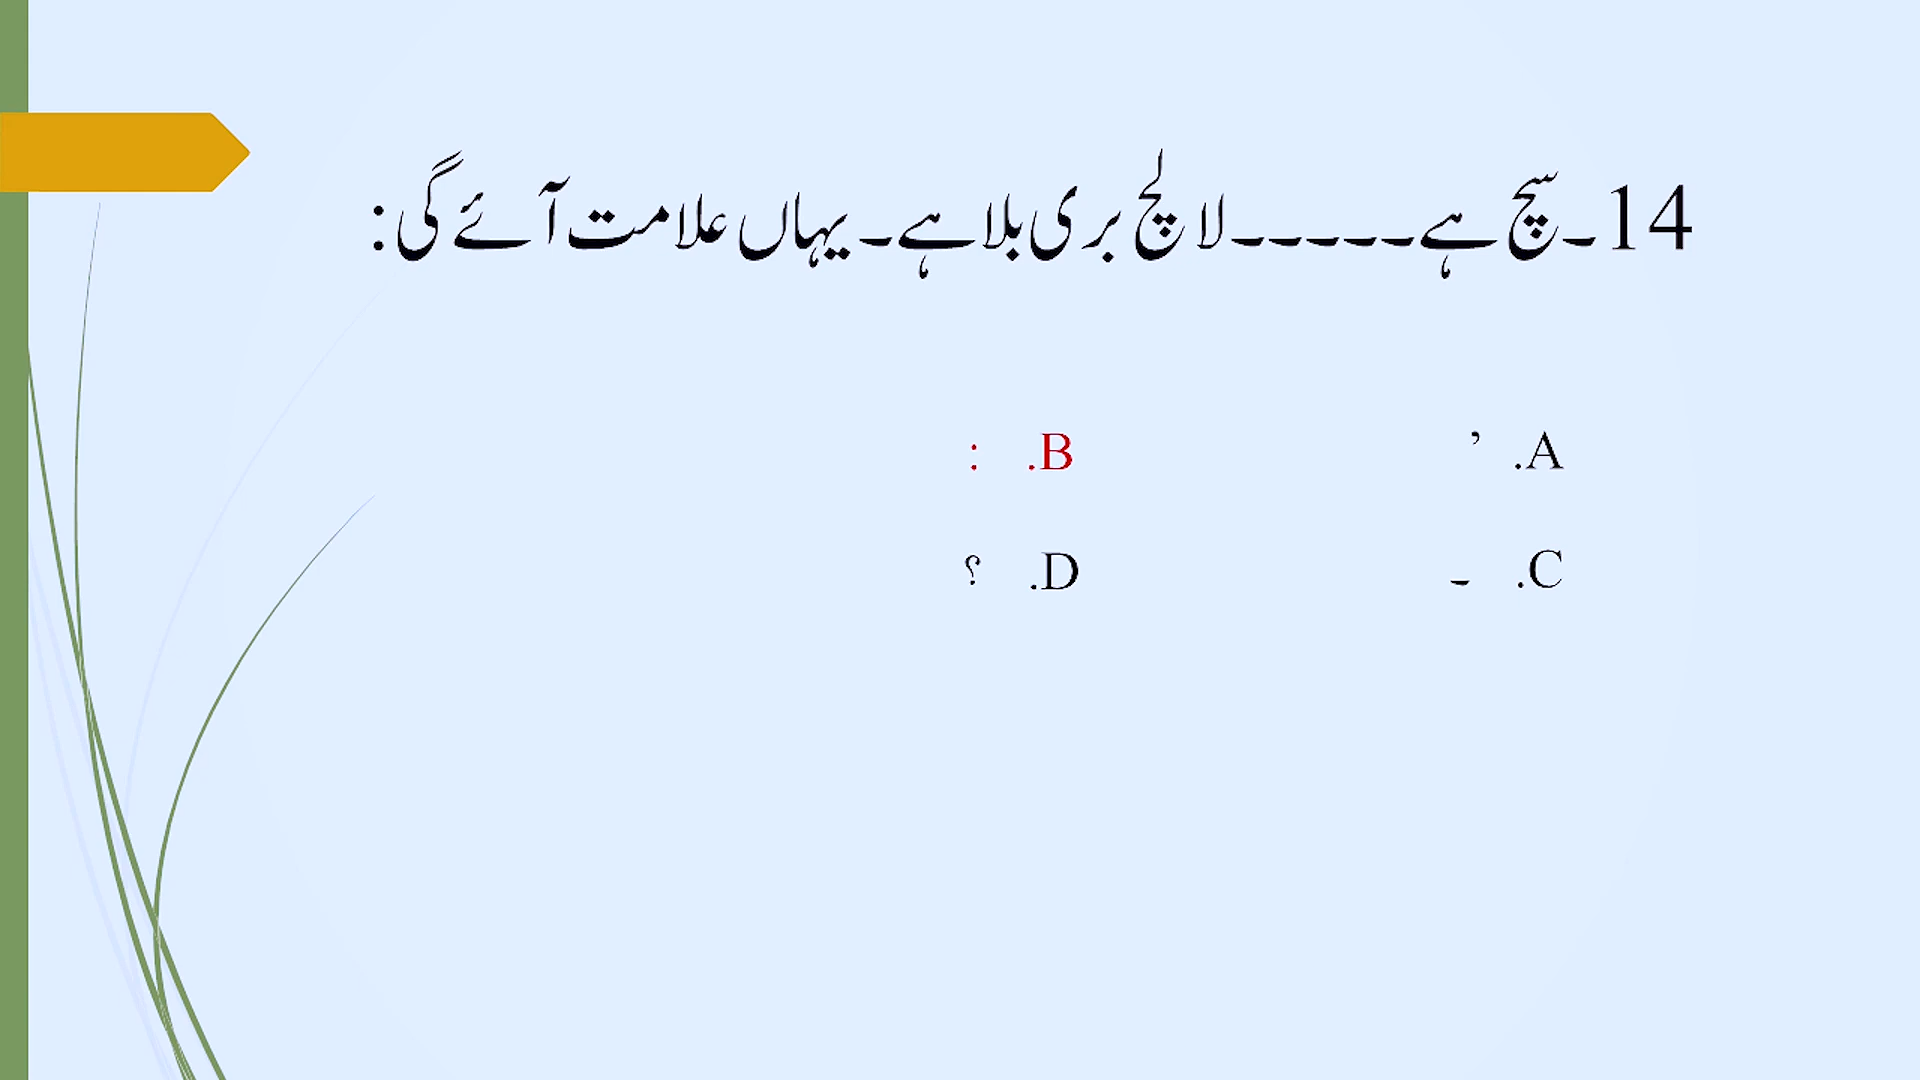 14۔سچ ہے۔۔۔۔۔لالچ بری بلا ہے۔یہاں علامت آئے گی:
A. ’ B. :
C. ۔ D. ؟